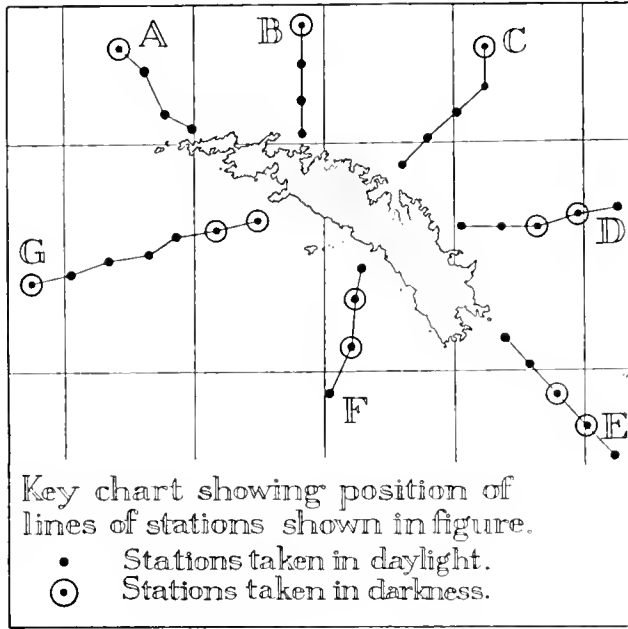 A
B
C
D
G
F
E
Key chart showing position of
lines of stations shown in figure.
Stations taken in daylight.
Stations taken in darkness.